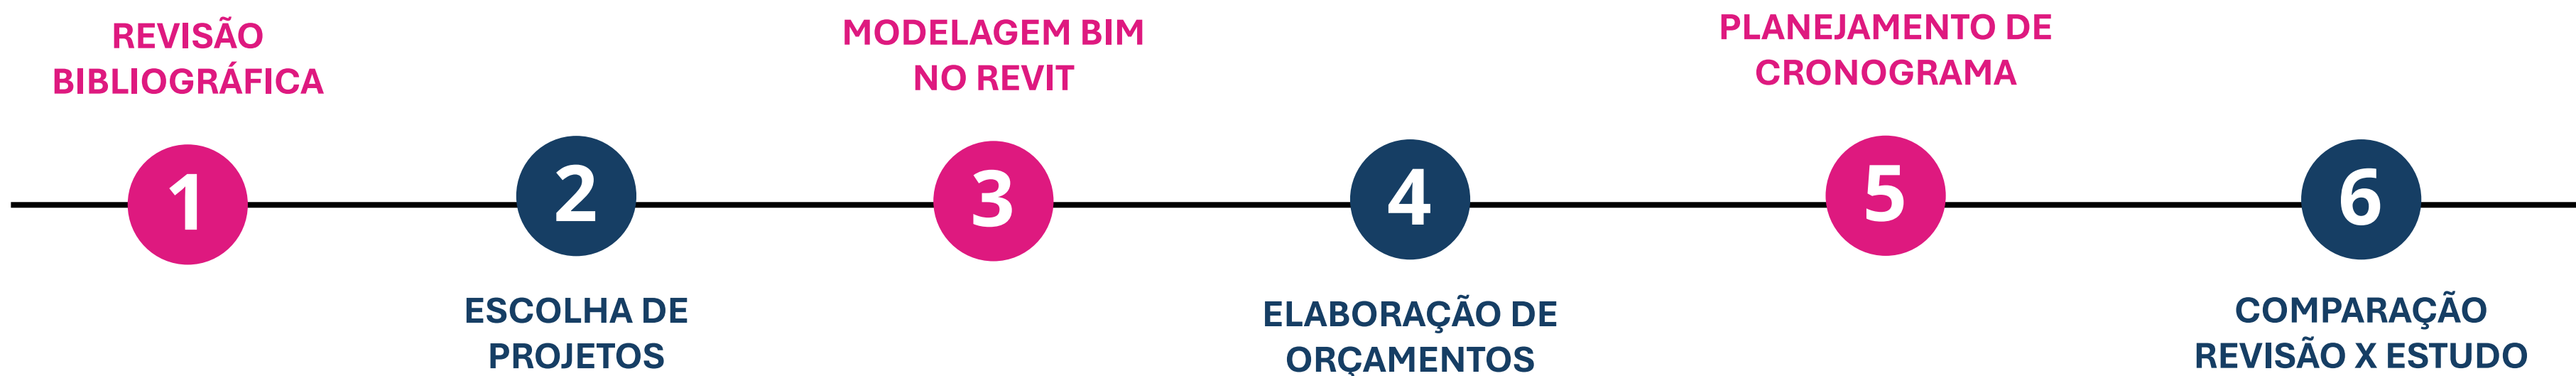 REVISÃO
BIBLIOGRÁFICA
1
2
ESCOLHA DE
PROJETOS
MODELAGEM BIM
NO REVIT
3
4
ELABORAÇÃO DE
ORÇAMENTOS
PLANEJAMENTO DE
CRONOGRAMA
5
6
COMPARAÇÃO
REVISÃO X ESTUDO